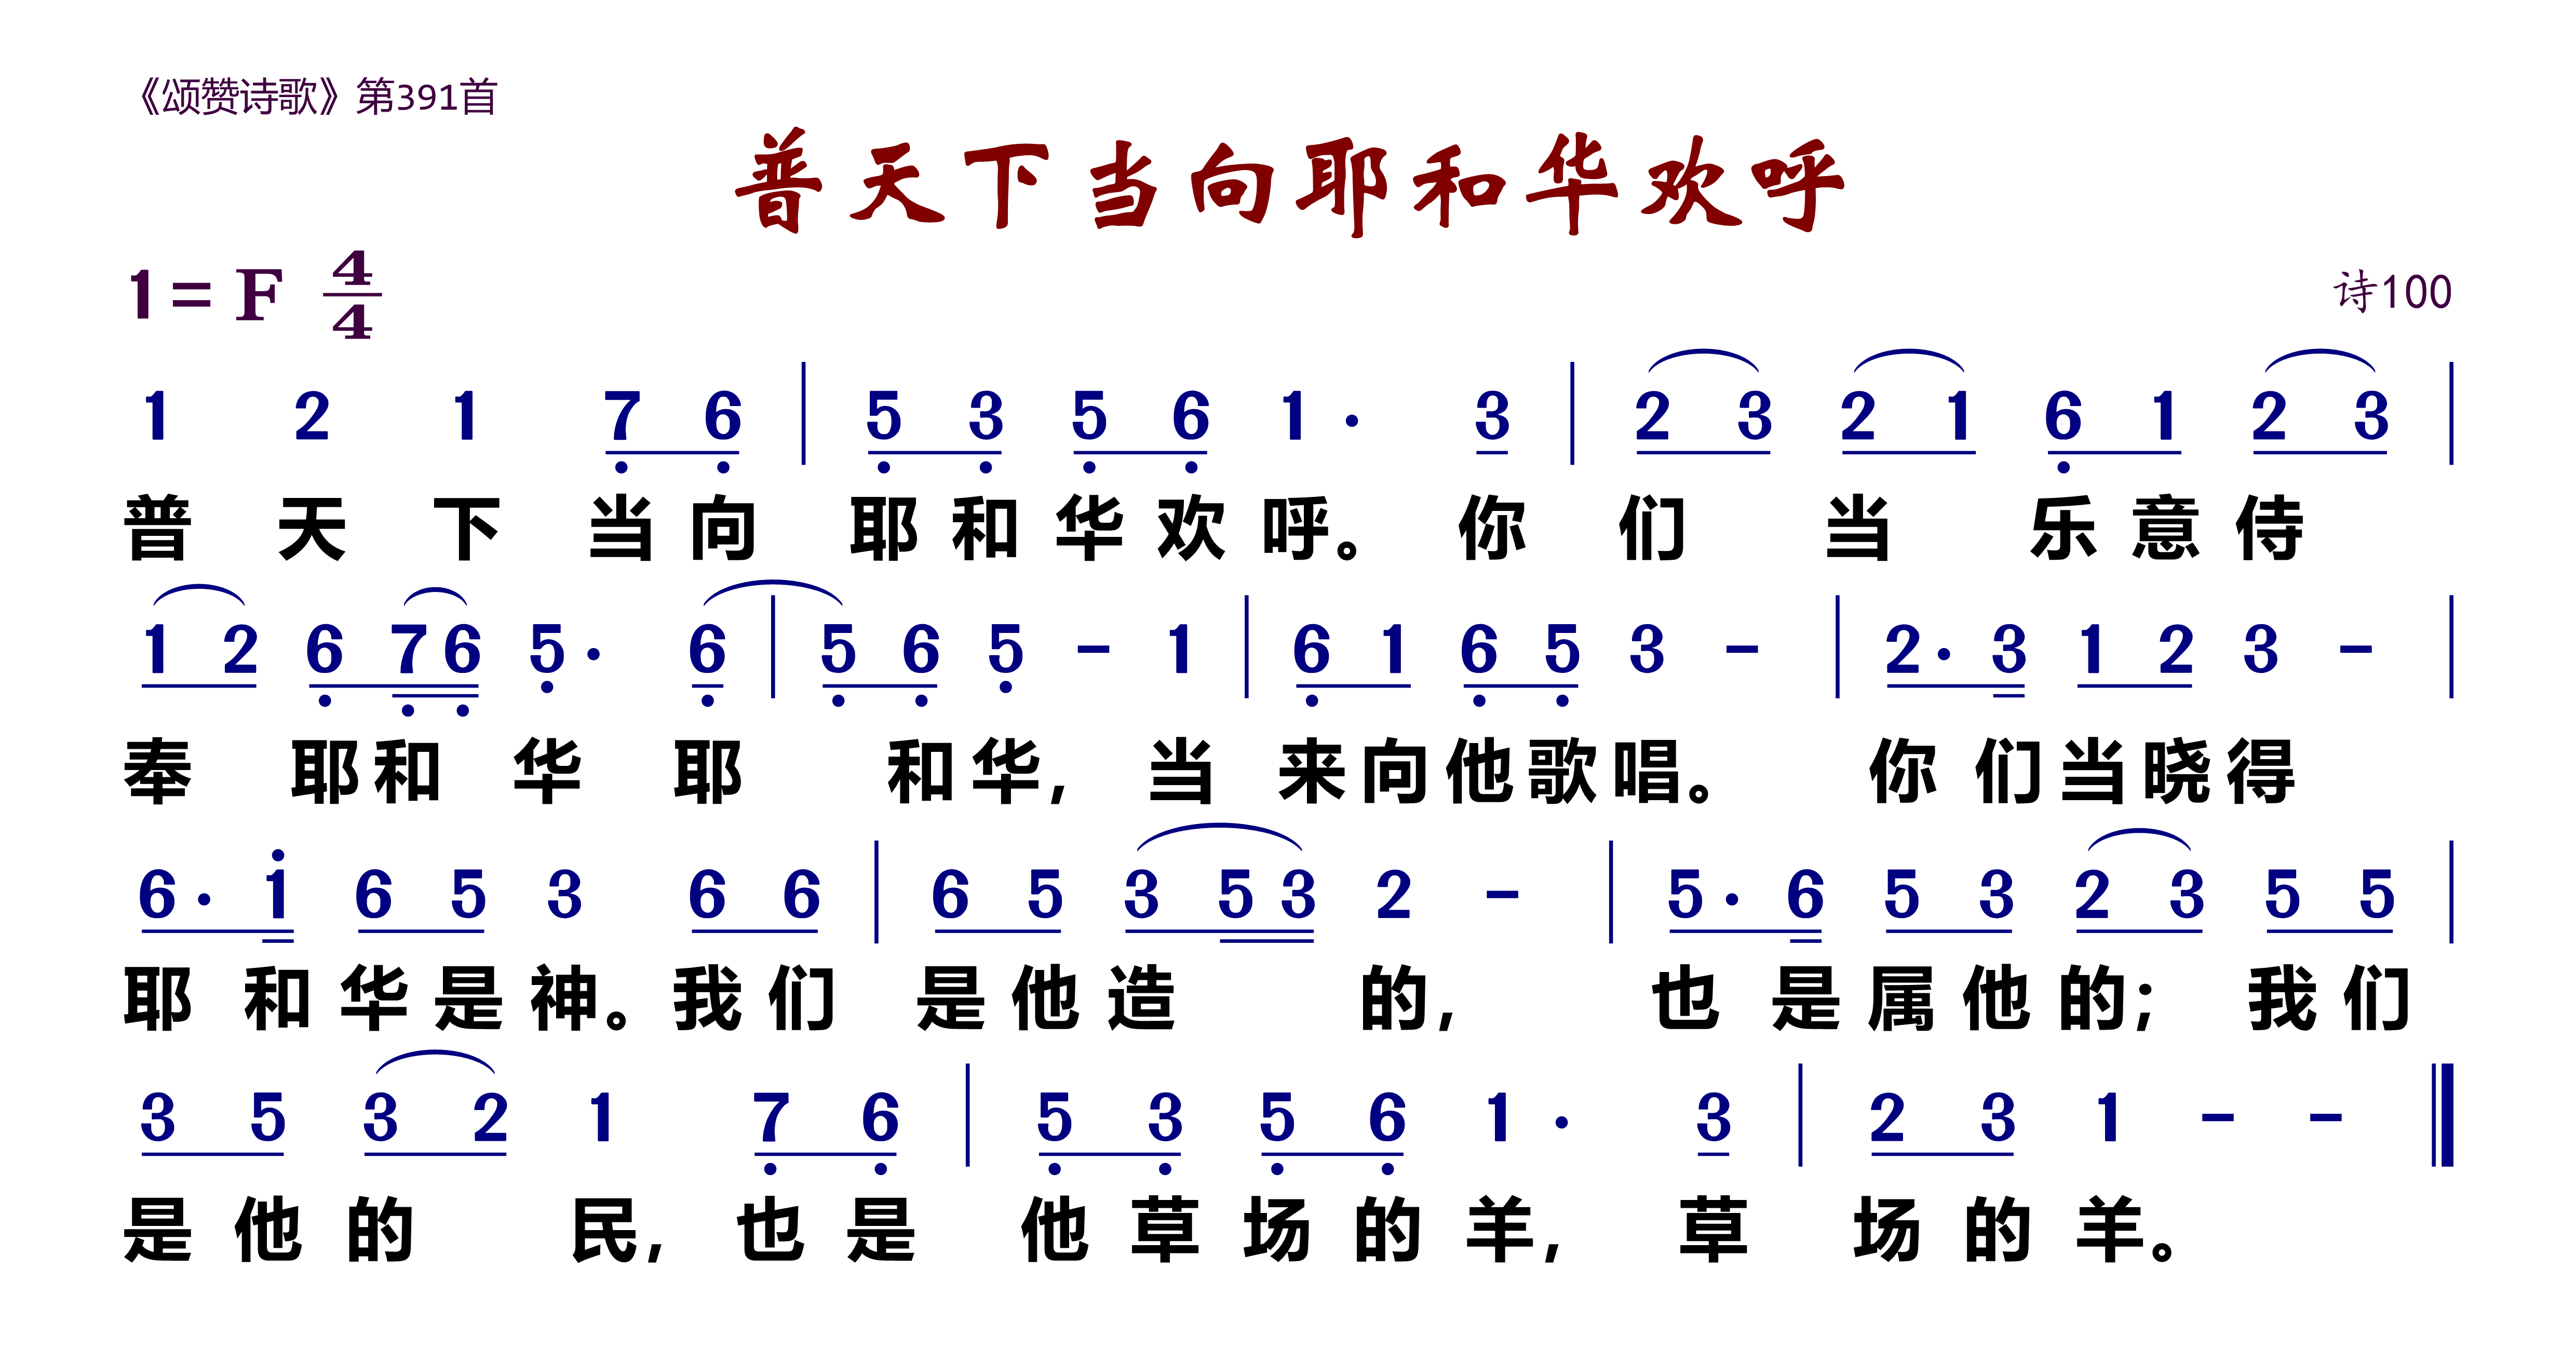 《颂赞诗歌》第391首
普天下当向耶和华欢呼
1= F 4/4
诗100
1 2 1 7̣ 6̣ | 5̣ 3̣ 5̣ 6̣ 1 · 3 | 2 3 2 1 6̣ 1 2 3 |
普天下当向耶和华欢呼。你们当乐意侍
1 2 6̣ 7̣ 6̣ 5̣ · 6̣ | 5̣ 6̣ 5̣ - 1 | 6̣ 1 6̣ 5̣ 3 - | 2 · 3 1 2 3 - |
奉耶和华耶和华，当来向他歌唱。你们当晓得
6 · 1̇ 6 5 3 6 6 | 6 5 3 5 3 2 - | 5 · 6 5 3 2 3 5 5 |
耶和华是神。我们是他造的，也是属他的；我们
3 5 3 2 1 7̣ 6̣ | 5̣ 3̣ 5̣ 6̣ 1 · 3 | 2 3 1 - - ‖
是他的民，也是他草场的羊，草场的羊。